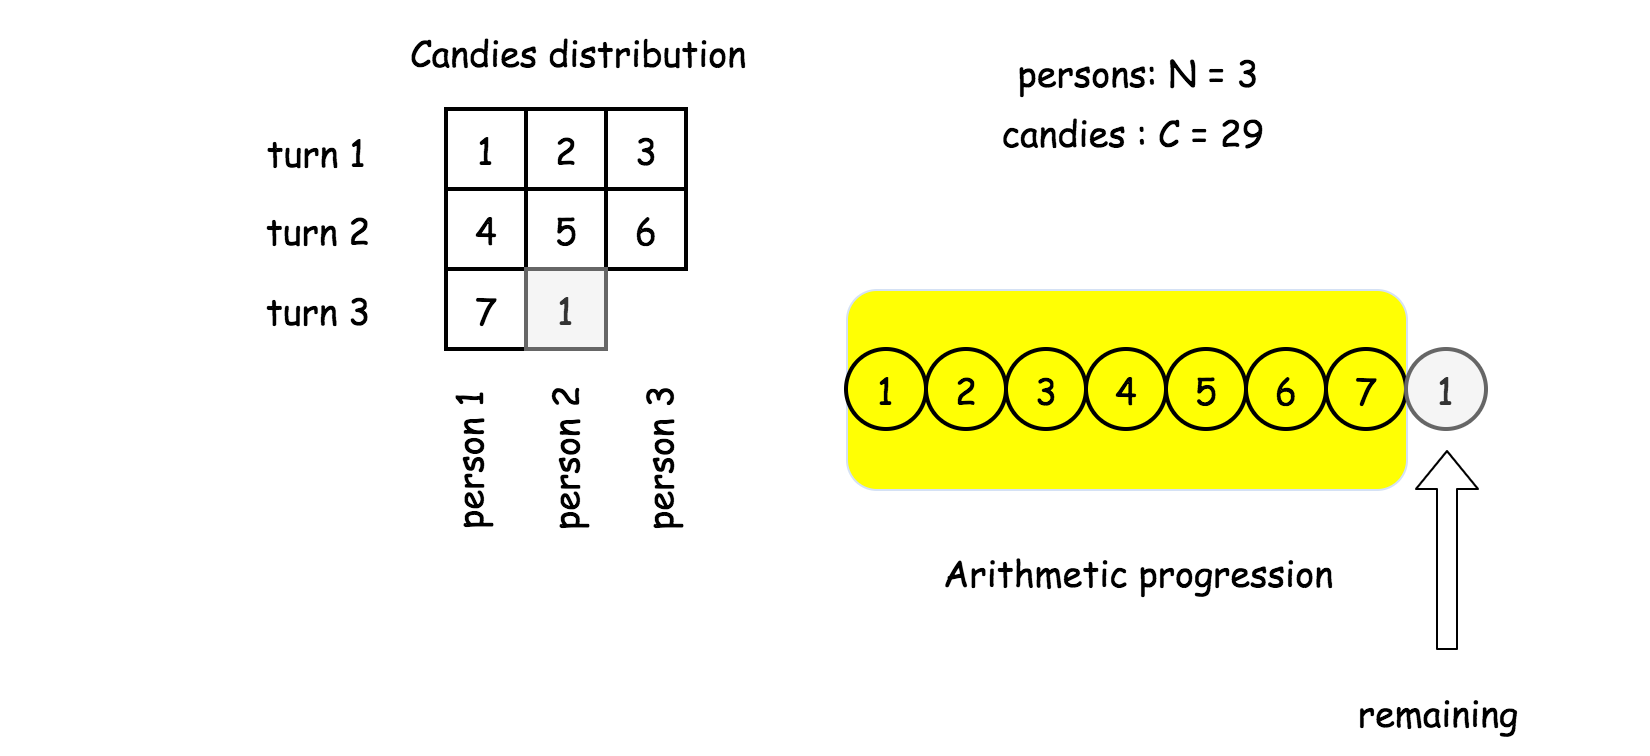 Candies distribution
persons: N = 3
candies : C = 29
turn 1 1 2 3
turn 2 4 5 6
turn 3 7 1
person 1
person 2
person 3
1 2 3 4 5 6 7 1
Arithmetic progression
remaining